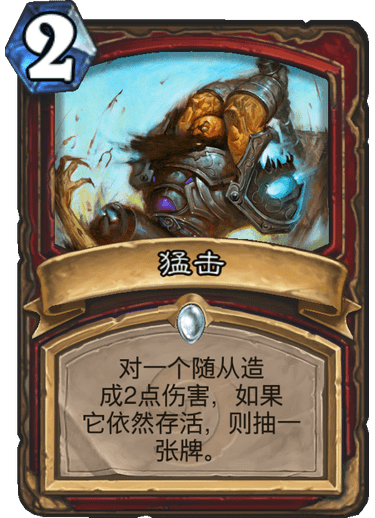 2
猛击
对一个随从造
成2点伤害，如果
它依然存活，则抽一
张牌。